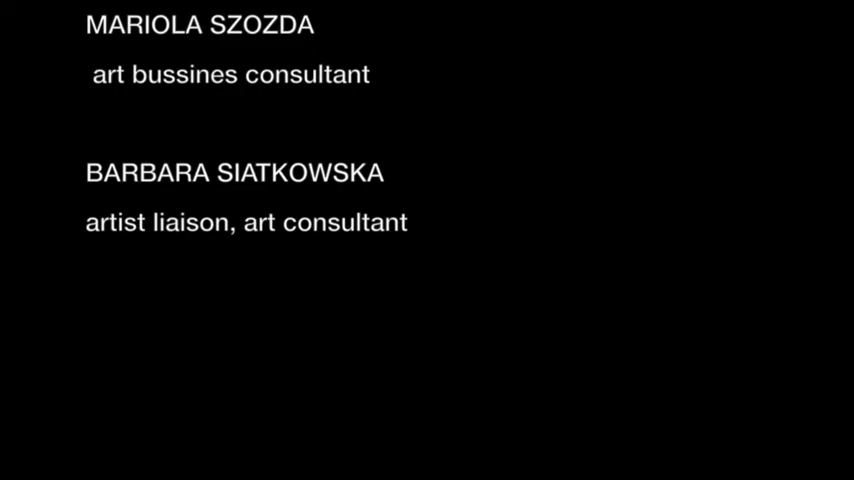 MARIOLA SZOZDA
art bussines consultant
BARBARA SIATKOWSKA
artist liaison, art consultant